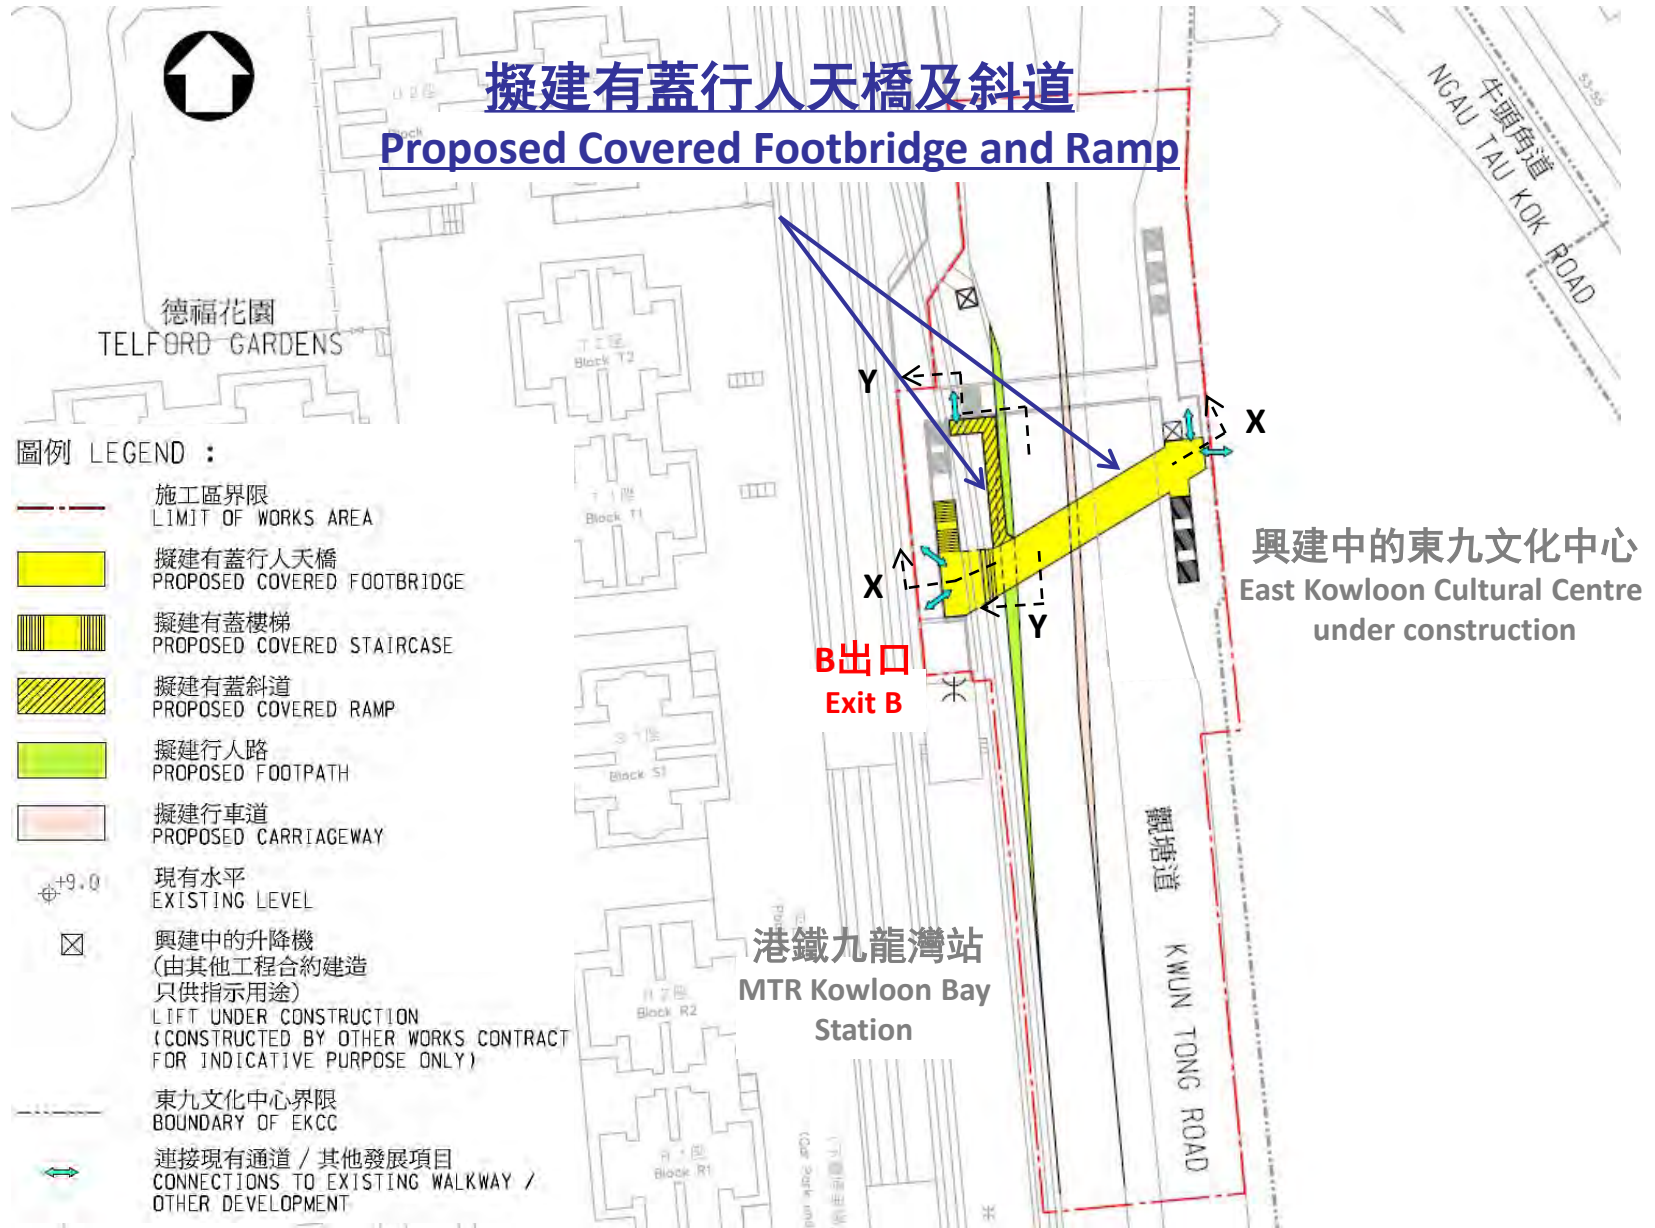 擬建有蓋行人天橋及斜道
Proposed Covered Footbridge and Ramp
牛頭角道
NGAU TAU KOK ROAD
53-55
Block
德福花園
TELFORD GARDENS
Block T2
Y
X
Block T1
圖例 LEGEND :
施工區界限
LIMIT OF WORKS AREA
擬建有蓋行人天橋
PROPOSED COVERED FOOTBRIDGE
擬建有蓋樓梯
PROPOSED COVERED STAIRCASE
擬建有蓋斜道
PROPOSED COVERED RAMP
擬建行人路
PROPOSED FOOTPATH
擬建行車道
PROPOSED CARRIAGEWAY
+9.0
現有水平
EXISTING LEVEL
興建中的升降機
(由其他工程合約建造
只供指示用途)
LIFT UNDER CONSTRUCTION
(CONSTRUCTED BY OTHER WORKS CONTRACT
FOR INDICATIVE PURPOSE ONLY)
東九文化中心界限
BOUNDARY OF EKCC
連接現有通道 / 其他發展項目
CONNECTIONS TO EXISTING WALKWAY /
OTHER DEVELOPMENT
X
Y
興建中的東九文化中心
East Kowloon Cultural Centre
under construction
B出口
Exit B
Block S1
觀塘道
KWUN TONG ROAD
港鐵九龍灣站
MTR Kowloon Bay
Station
Block R2
Block R1